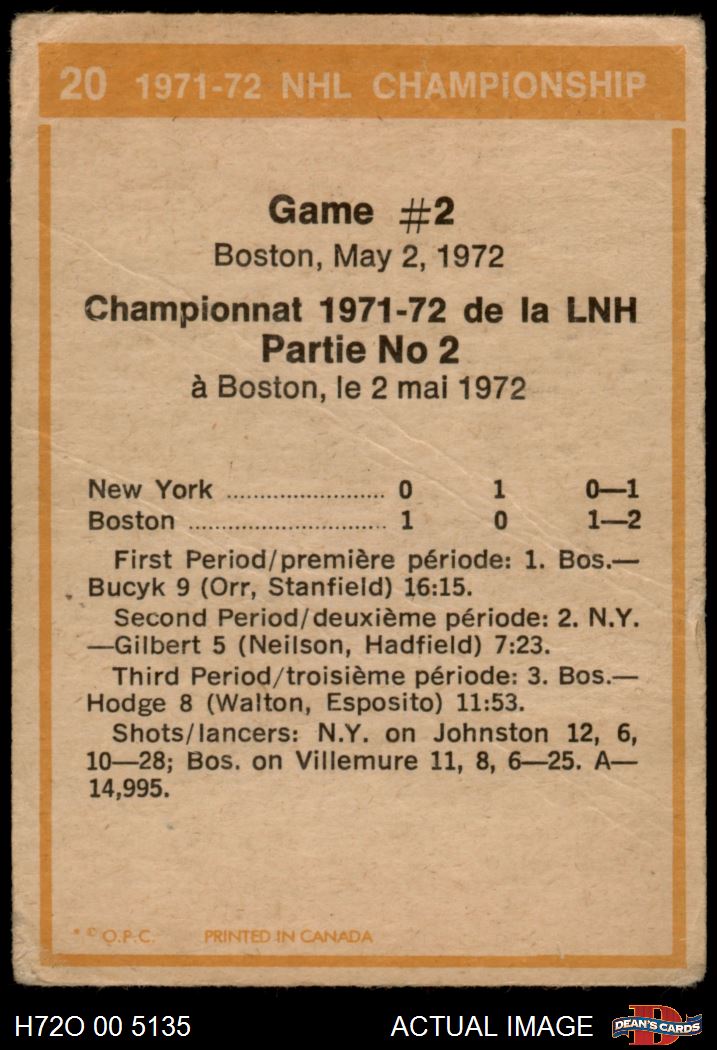 20 1971-72 NHL CHAMPIONSHIP
Game #2
Boston, May 2, 1972
Championnat 1971-72 de la LNH
Partie No 2
à Boston, le 2 mai 1972
New York ........................ 0 1 0—1
Boston .............................. 1 0 1—2
First Period/première période: 1. Bos.—
Bucyk 9 (Orr, Stanfield) 16:15.
Second Period/deuxième période: 2. N.Y.
—Gilbert 5 (Neilson, Hadfield) 7:23.
Third Period/troisième période: 3. Bos.—
Hodge 8 (Walton, Esposito) 11:53.
Shots/lancers: N.Y. on Johnston 12, 6,
10—28; Bos. on Villemure 11, 8, 6—25. A—
14,995.
* © O.P.C. PRINTED IN CANADA
H72O 00 5135 ACTUAL IMAGE D DEAN'S CARDS